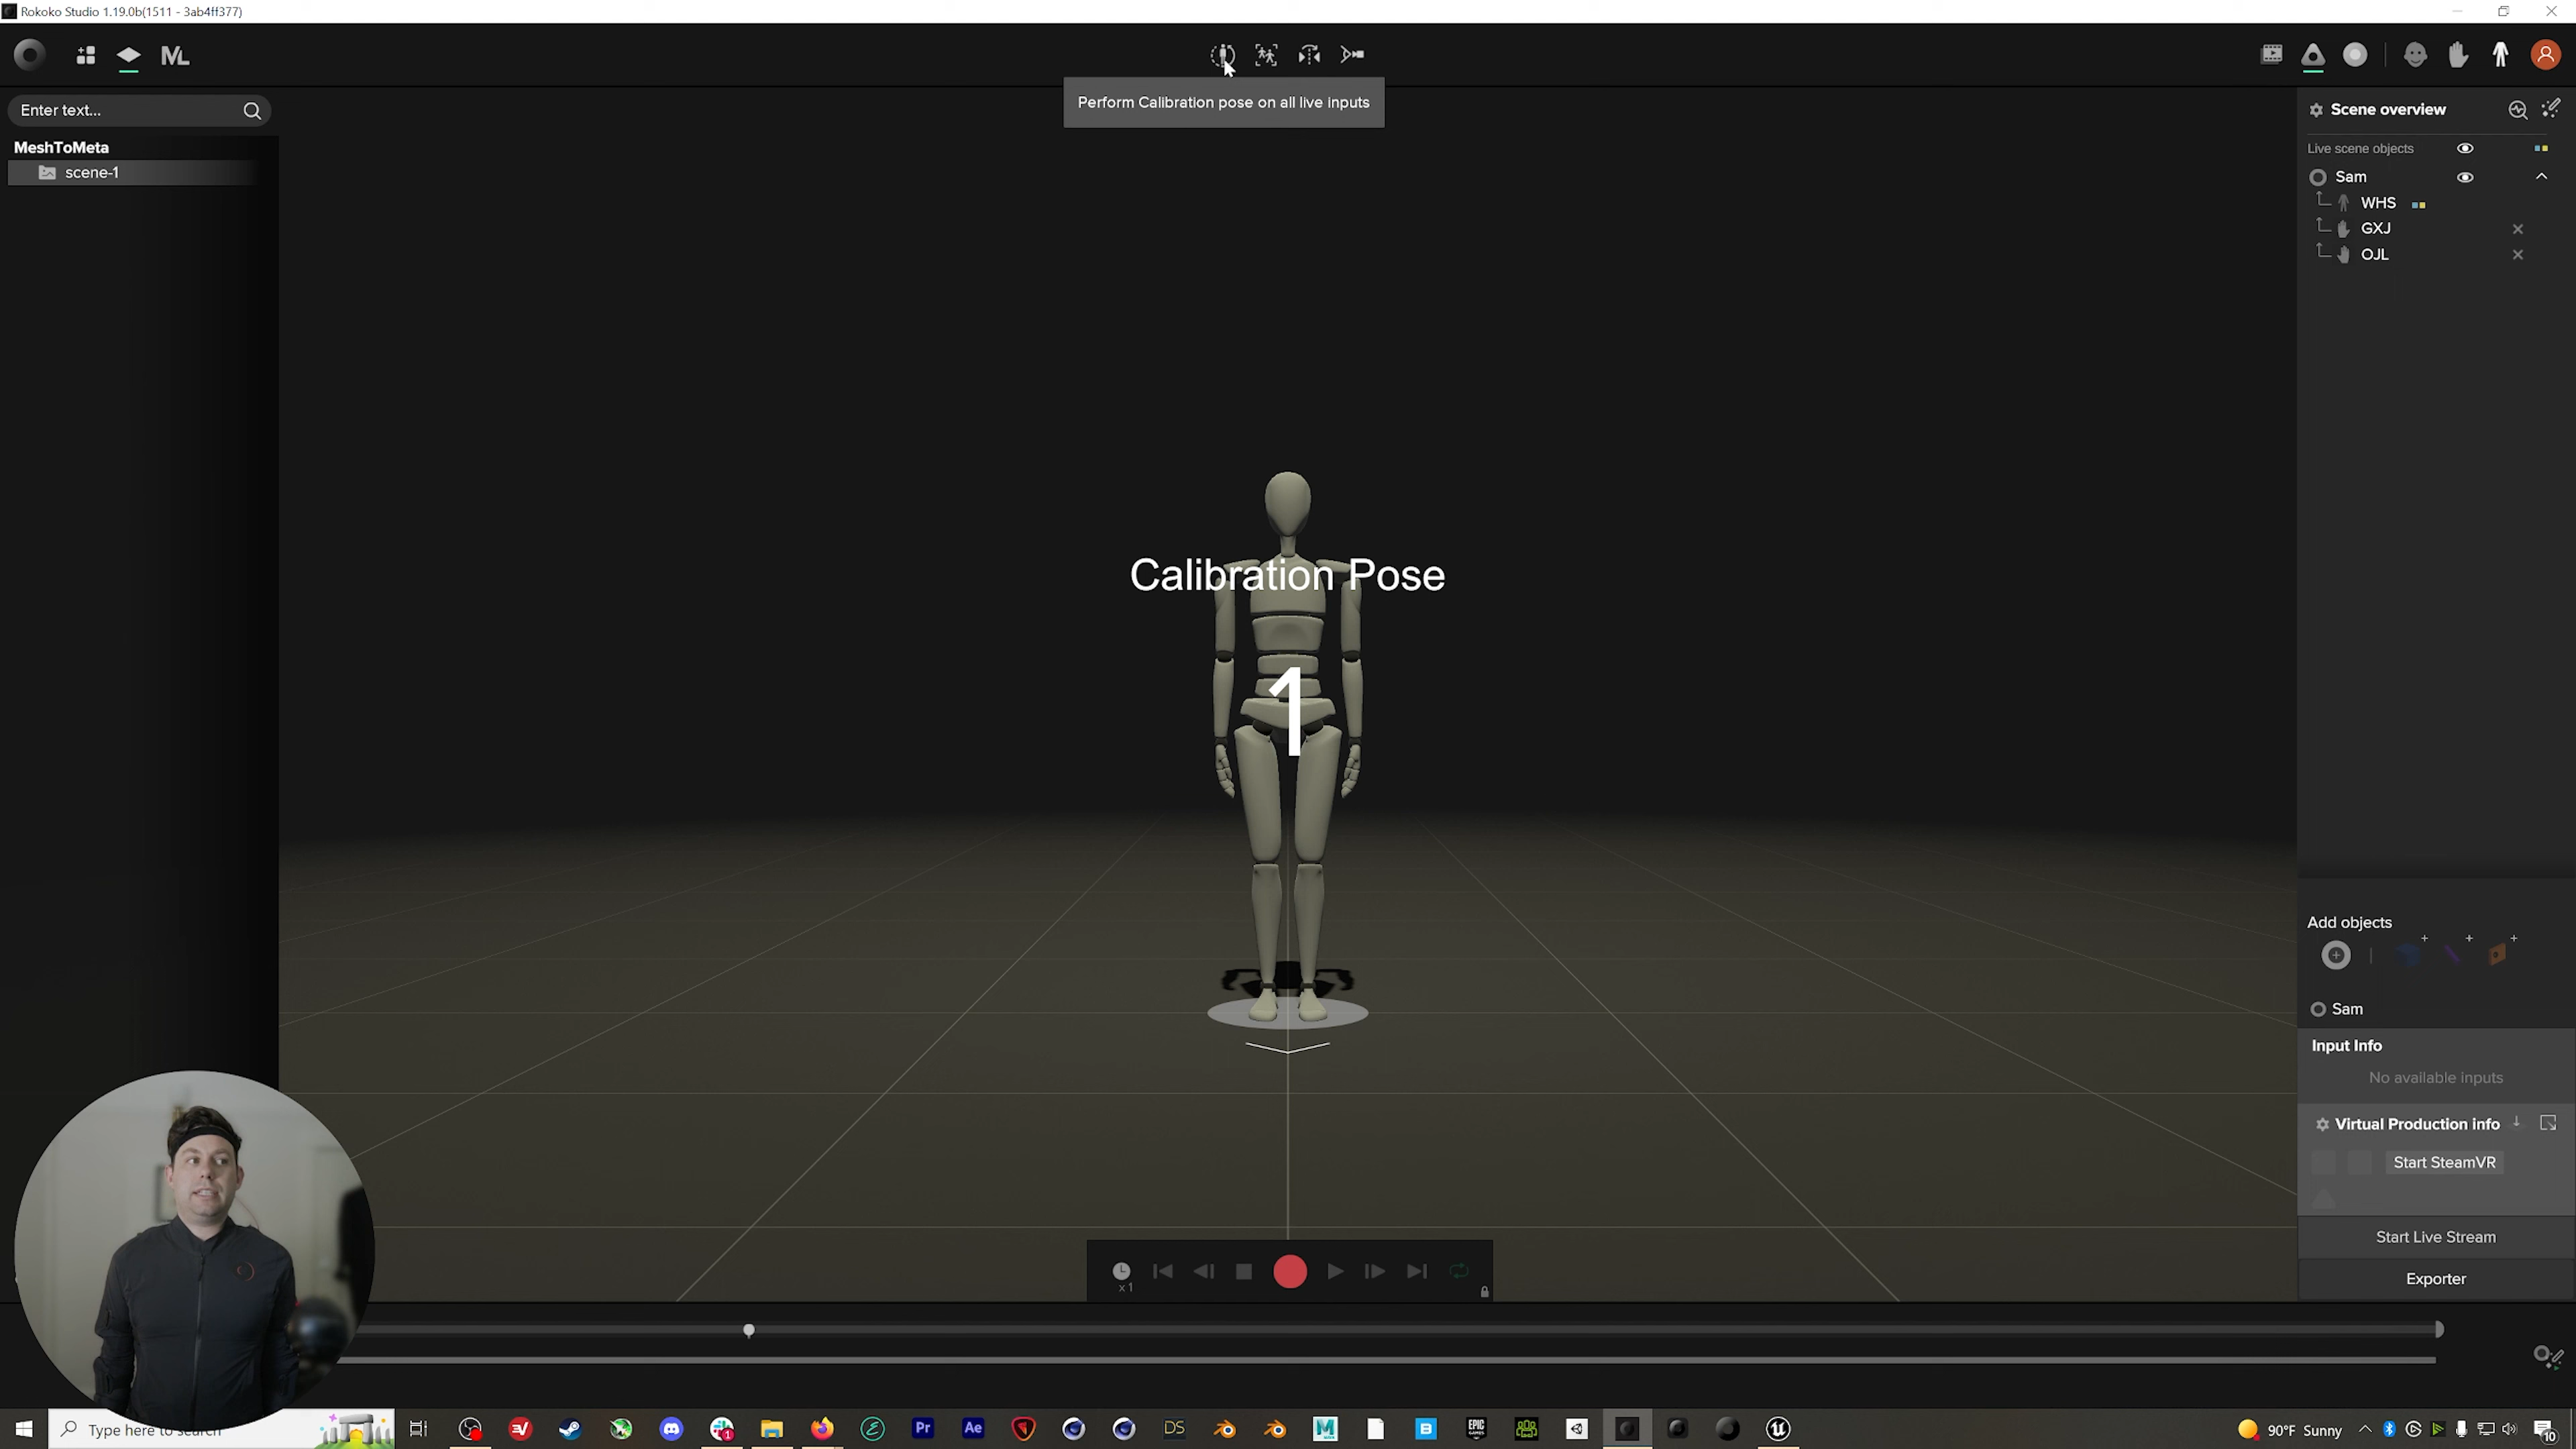 Rokoko Studio 1.19.0b(1511 - 3ab4ff377)
ML
Perform Calibration pose on all live inputs
Enter text...
MeshToMeta
scene-1
Scene overview
Live scene objects
Sam
WHS
GXJ
OJL
Calibration Pose
1
Add objects
Sam
Input Info
No available inputs
Virtual Production info
Start SteamVR
Start Live Stream
Exporter
x1
Type here to search
Pr
Ae
DS
M
B
EPIC
GAMES
90°F Sunny
10